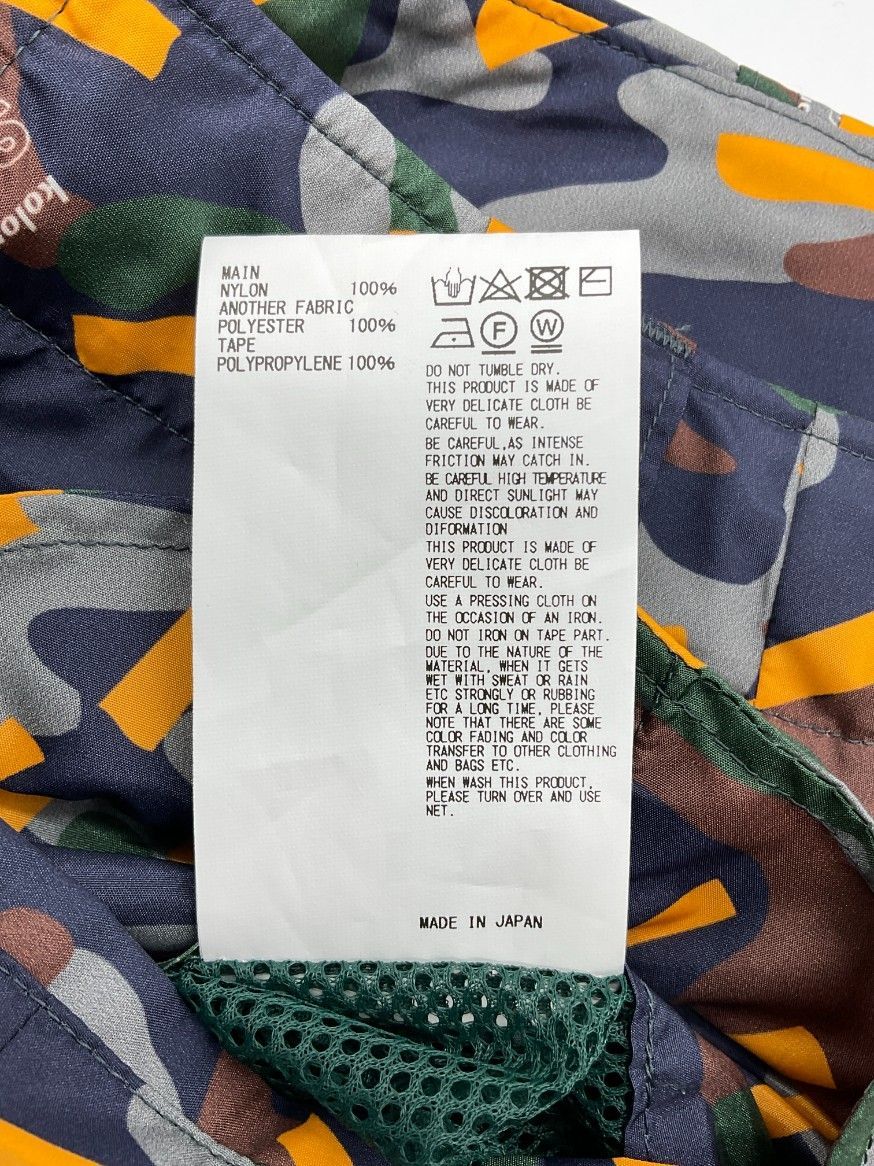 kolor
MAIN
NYLON 100%
ANOTHER FABRIC
POLYESTER 100%
TAPE
POLYPROPYLENE 100%
F W
DO NOT TUMBLE DRY.
THIS PRODUCT IS MADE OF
VERY DELICATE CLOTH BE
CAREFUL TO WEAR.
BE CAREFUL,AS INTENSE
FRICTION MAY CATCH IN.
BE CAREFUL HIGH TEMPERATURE
AND DIRECT SUNLIGHT MAY
CAUSE DISCOLORATION AND
DIFORMATION
THIS PRODUCT IS MADE OF
VERY DELICATE CLOTH BE
CAREFUL TO WEAR.
USE A PRESSING CLOTH ON
THE OCCASION OF AN IRON.
DO NOT IRON ON TAPE PART.
DUE TO THE NATURE OF THE
MATERIAL, WHEN IT GETS
WET WITH SWEAT OR RAIN
ETC STRONGLY OR RUBBING
FOR A LONG TIME, PLEASE
NOTE THAT THERE ARE SOME
COLOR FADING AND COLOR
TRANSFER TO OTHER CLOTHING
AND BAGS ETC.
WHEN WASH THIS PRODUCT,
PLEASE TURN OVER AND USE
NET.
MADE IN JAPAN